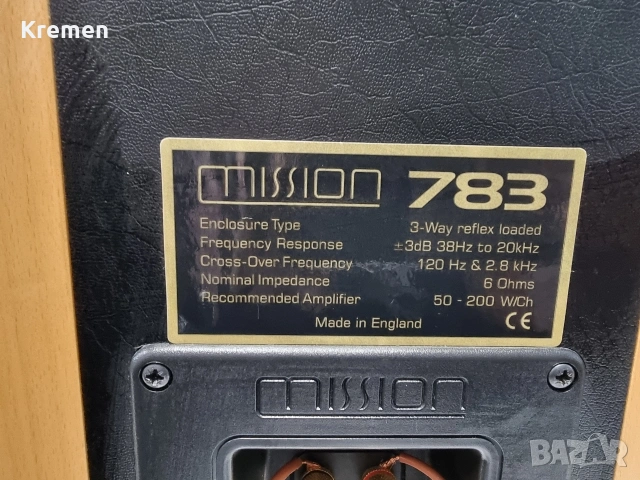 Kremen
mission 783
Enclosure Type 3-Way reflex loaded
Frequency Response ±3dB 38Hz to 20kHz
Cross-Over Frequency 120 Hz & 2.8 kHz
Nominal Impedance 6 Ohms
Recommended Amplifier 50 - 200 W/Ch
Made in England CE
mission
BAZAR